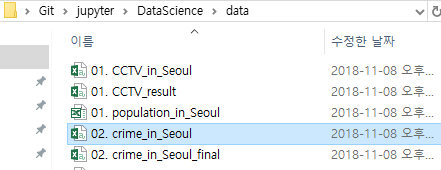 Git > jupyter > DataScience > data
이름 수정한 날짜
01. CCTV_in_Seoul 2018-11-08 오후...
01. CCTV_result 2018-11-08 오후...
01. population_in_Seoul 2018-11-08 오후...
02. crime_in_Seoul 2018-11-08 오후...
02. crime_in_Seoul_final 2018-11-08 오후...